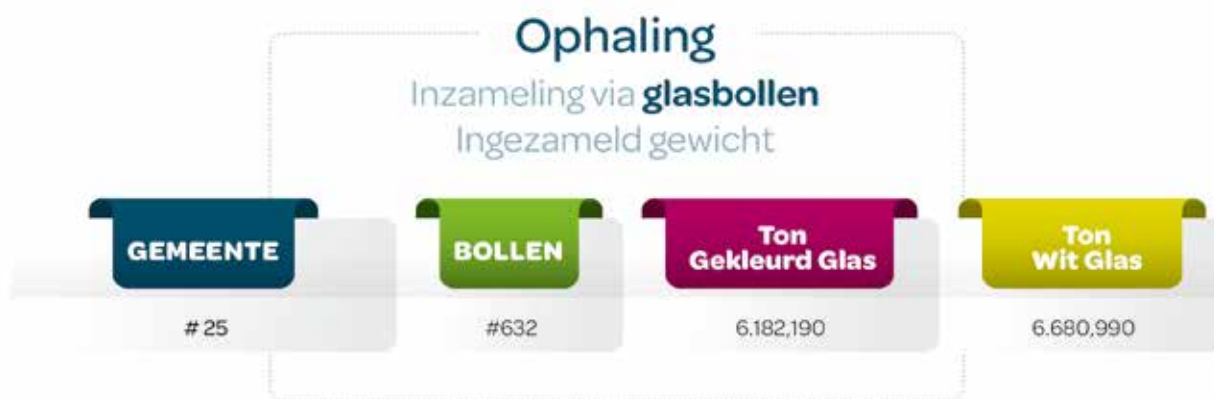 Ophaling
Inzameling via glasbollen
Ingezameld gewicht
GEMEENTE
BOLLEN
Ton
Gekleurd Glas
Ton
Wit Glas
# 25
#632
6.182,190
6.680,990